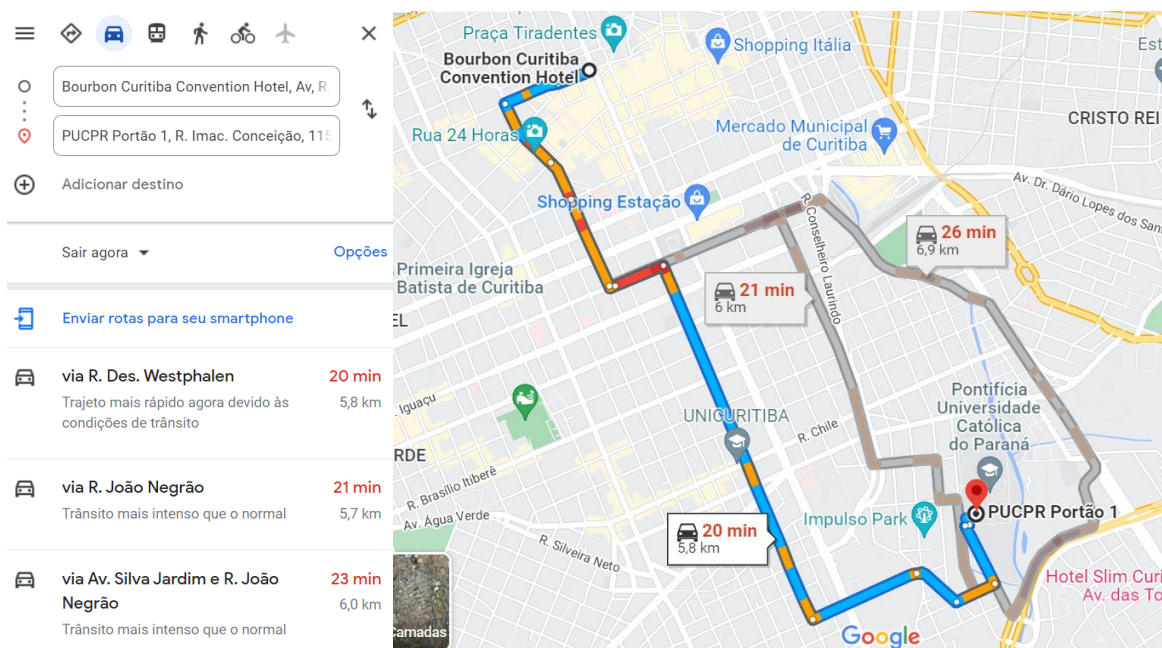 Bourbon Curitiba Convention Hotel, Av, R.
PUCPR Portão 1, R. Imac. Conceição, 115
Adicionar destino
Sair agora
Opções
Enviar rotas para seu smartphone
via R. Des. Westphalen
20 min
Trajeto mais rápido agora devido às
5,8 km
condições de trânsito
via R. João Negrão
21 min
Trânsito mais intenso que o normal
5,7 km
via Av. Silva Jardim e R. João
23 min
Negrão
6,0 km
Trânsito mais intenso que o normal
Praça Tiradentes
Shopping Itália
Est
Bourbon Curitiba
Convention Hotel
CRISTO REI
Rua 24 Horas
Mercado Municipal
de Curitiba
Av. Dr. Dário Lopes dos San
Shopping Estação
R. Conselheiro Laurindo
26 min
6,9 km
Primeira Igreja
Batista de Curitiba
21 min
6 km
EL
Iguaçu
UNICURITIBA
Pontifícia
Universidade
Católica
do Paraná
R. Chile
RDE
R. Brasílio Itiberê
Av. Água Verde
R. Silveira Neto
Impulso Park
PUCPR Portão 1
20 min
5,8 km
Hotel Slim Curi
Av. das To
Camadas
Google